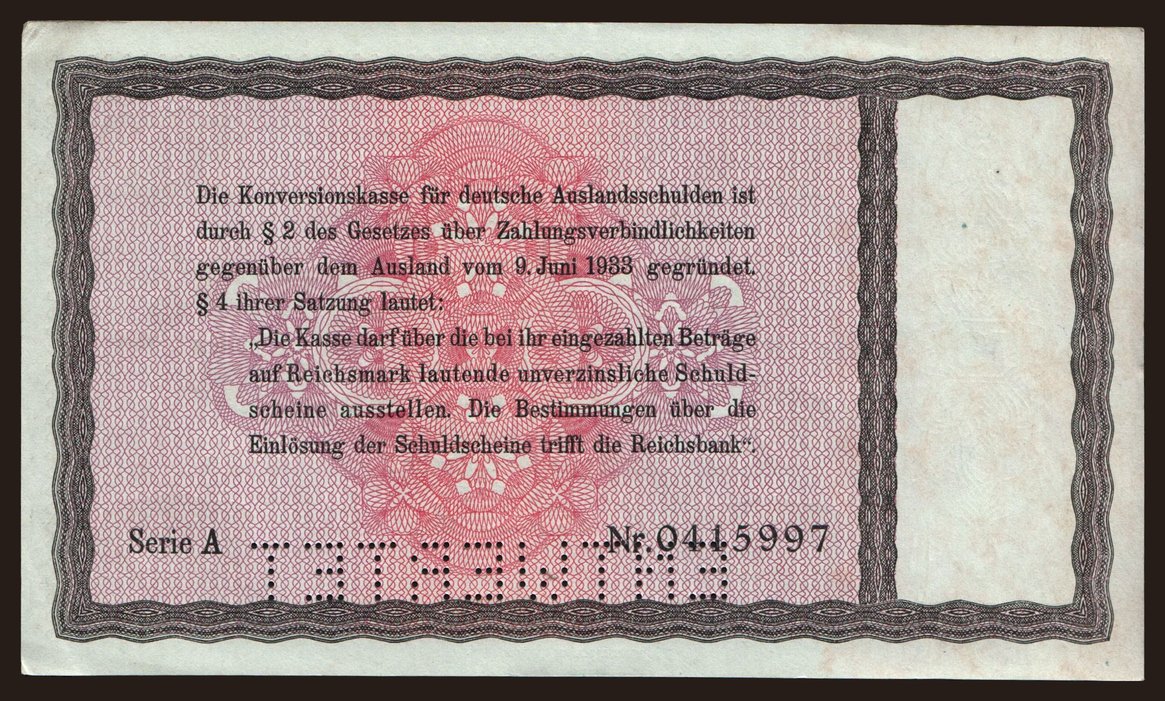 Die Konversionskasse für deutsche Auslandsschulden ist
durch § 2 des Gesetzes über Zahlungsverbindlichkeiten
gegenüber dem Ausland vom 9. Juni 1933 gegründet.
§ 4 ihrer Satzung lautet:
„Die Kasse darf über die bei ihr eingezahlten Beträge
auf Reichsmark lautende unverzinsliche Schuld-
scheine ausstellen. Die Bestimmungen über die
Einlösung der Schuldscheine trifft die Reichsbank“.
Serie A Nr. 0415997
ENTWERTET